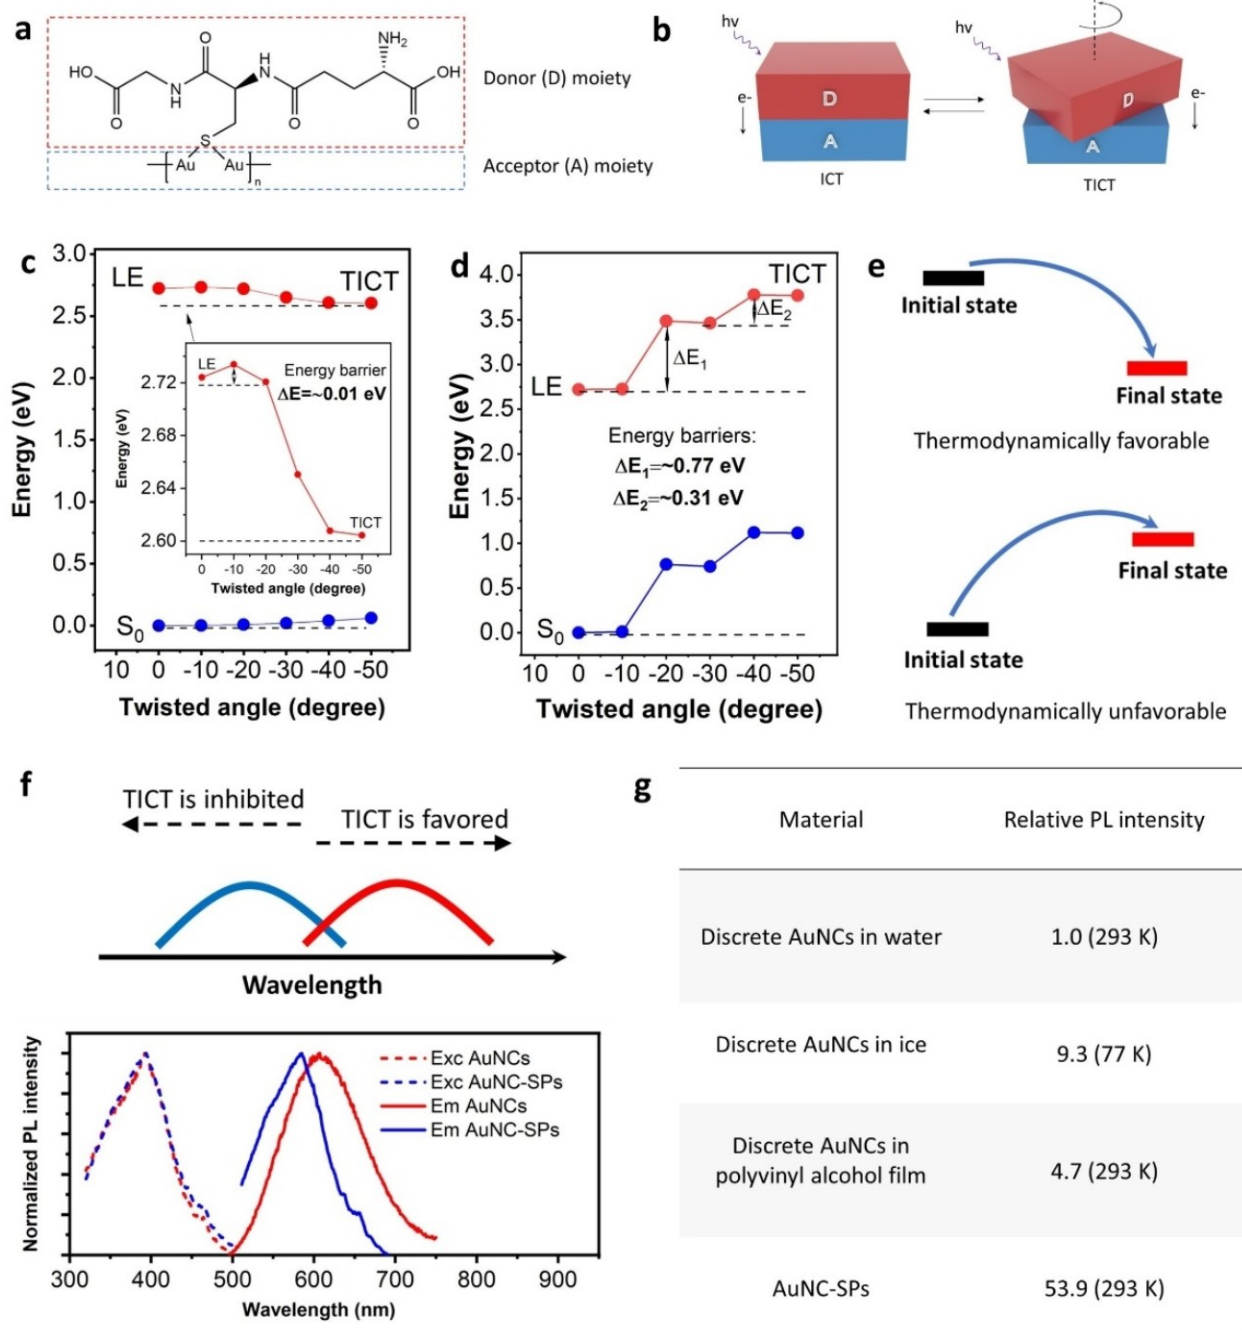 a
O
H
N
NH₂
HO
N
H
OH
O
O
O
S
Au
Au
n
Donor (D) moiety
Acceptor (A) moiety
b
hv
hv
D
D
e-
e-
A
A
ICT
TICT
c
3.0
LE
TICT
2.5
LE
Energy barrier
ΔE=~0.01 eV
2.72
2.68
2.64
2.60
TICT
0 -10 -20 -30 -40 -50
Twisted angle (degree)
Energy (eV)
2.0
1.5
1.0
0.5
0.0
S₀
10 0 -10 -20 -30 -40 -50
Twisted angle (degree)
Energy (eV)
d
4.0
TICT
ΔE₂
3.5
ΔE₁
3.0
LE
2.5
Energy barriers:
ΔE₁=~0.77 eV
ΔE₂=~0.31 eV
2.0
1.5
1.0
0.5
0.0
S₀
10 0 -10 -20 -30 -40 -50
Twisted angle (degree)
Energy (eV)
e
Initial state
Final state
Thermodynamically favorable
Final state
Initial state
Thermodynamically unfavorable
f
TICT is inhibited
TICT is favored
Wavelength
Exc AuNCs
Exc AuNC-SPs
Em AuNCs
Em AuNC-SPs
Normalized PL intensity
300 400 500 600 700 800 900
Wavelength (nm)
g
Material Relative PL intensity
Discrete AuNCs in water 1.0 (293 K)
Discrete AuNCs in ice 9.3 (77 K)
Discrete AuNCs in
polyvinyl alcohol film 4.7 (293 K)
AuNC-SPs 53.9 (293 K)